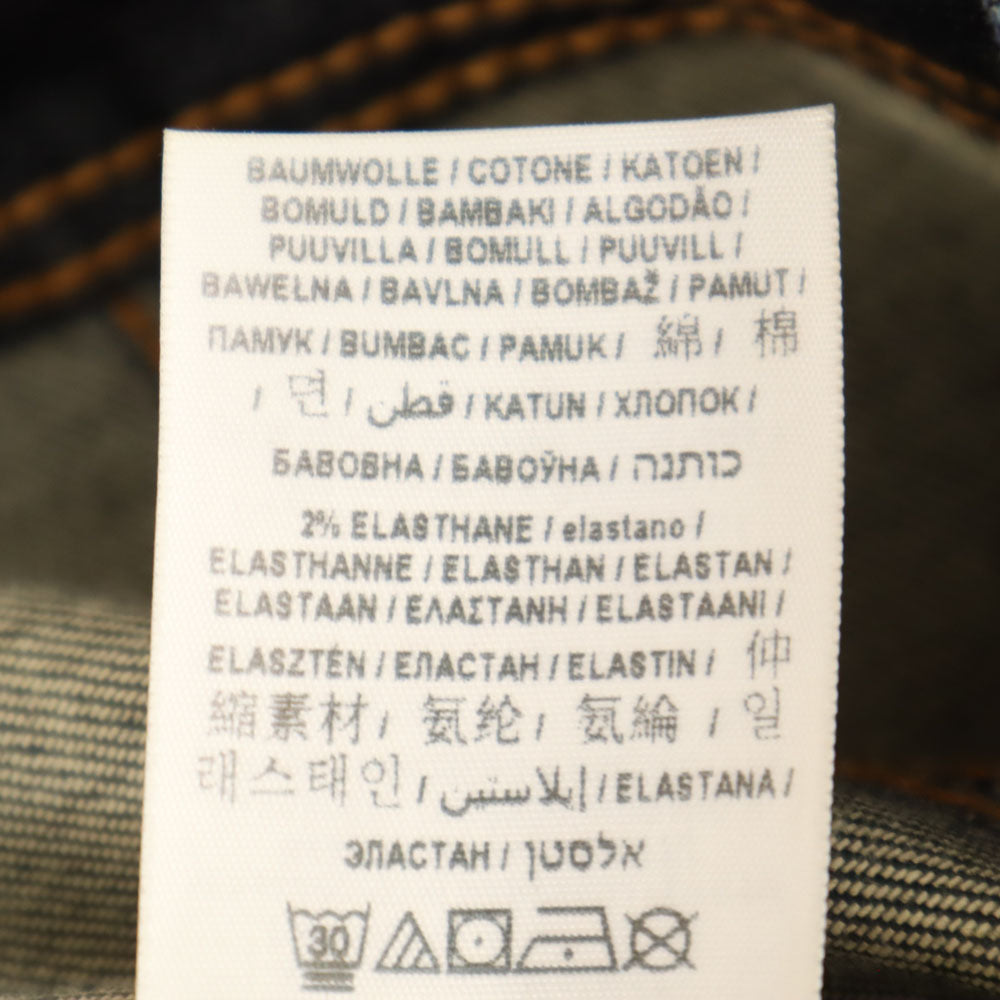 BAUMWOLLE / COTONE / KATOEN /
BOMULD / BAMBAKI / ALGODÃO /
PUUVILLA / BOMULL / PUUVILL /
BAWEŁNA / BAVLNA / BOMBAŽ / PAMUT /
ПАМУК / BUMBAC / PAMUK / 綿 / 棉
/ 면 / قطن / KATUN / ХЛОПОК /
БАВОВНА / БАВОЎНА / כותנה
2% ELASTHANE / elastano /
ELASTHANNE / ELASTHAN / ELASTAN /
ELASTAAN / ΕΛΑΣΤΑΝΗ / ELASTAANI /
ELASZTÉN / ЕЛАСТАН / ELASTIN / 伸
縮素材 / 氨纶 / 氨綸 / 일
래스태인 / إيلاستين / ELASTANA /
ЭЛАСТАН / אלסטן
30